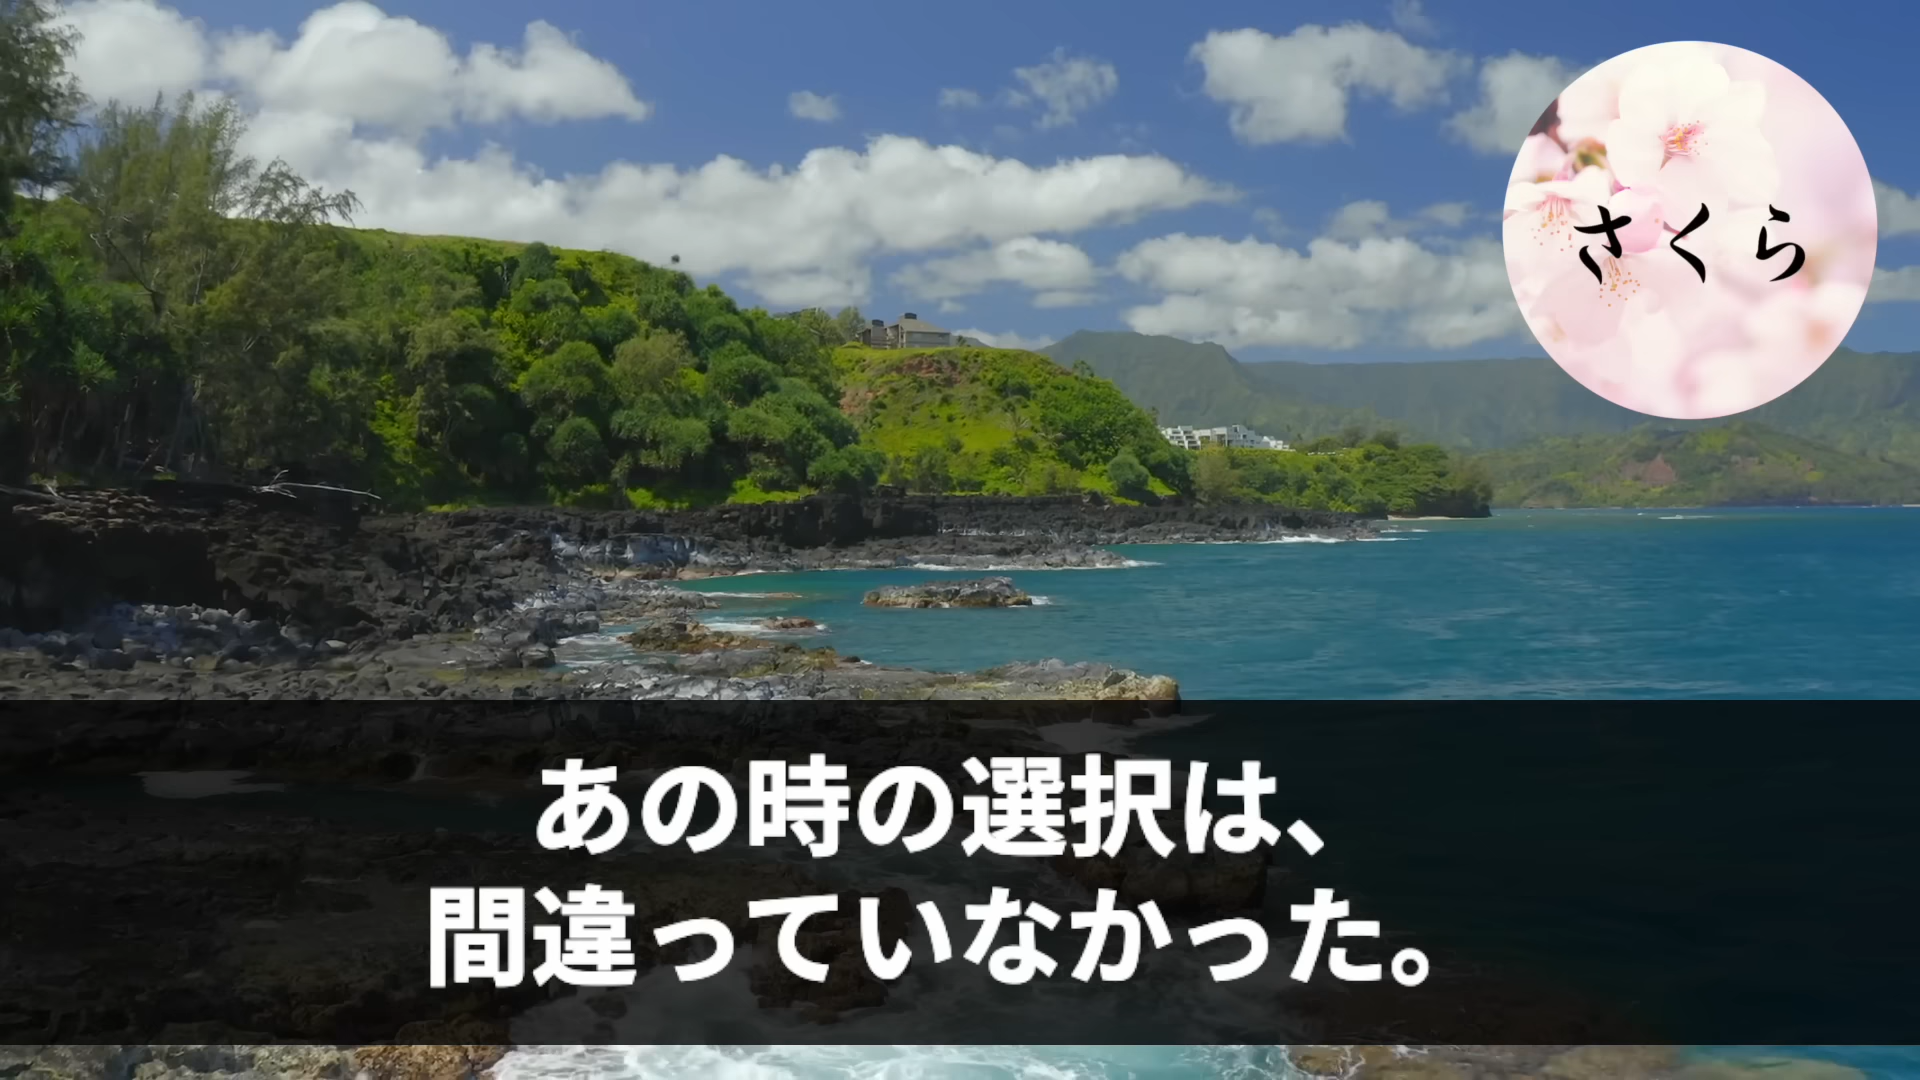 さくら
あの時の選択は、
間違っていなかった。